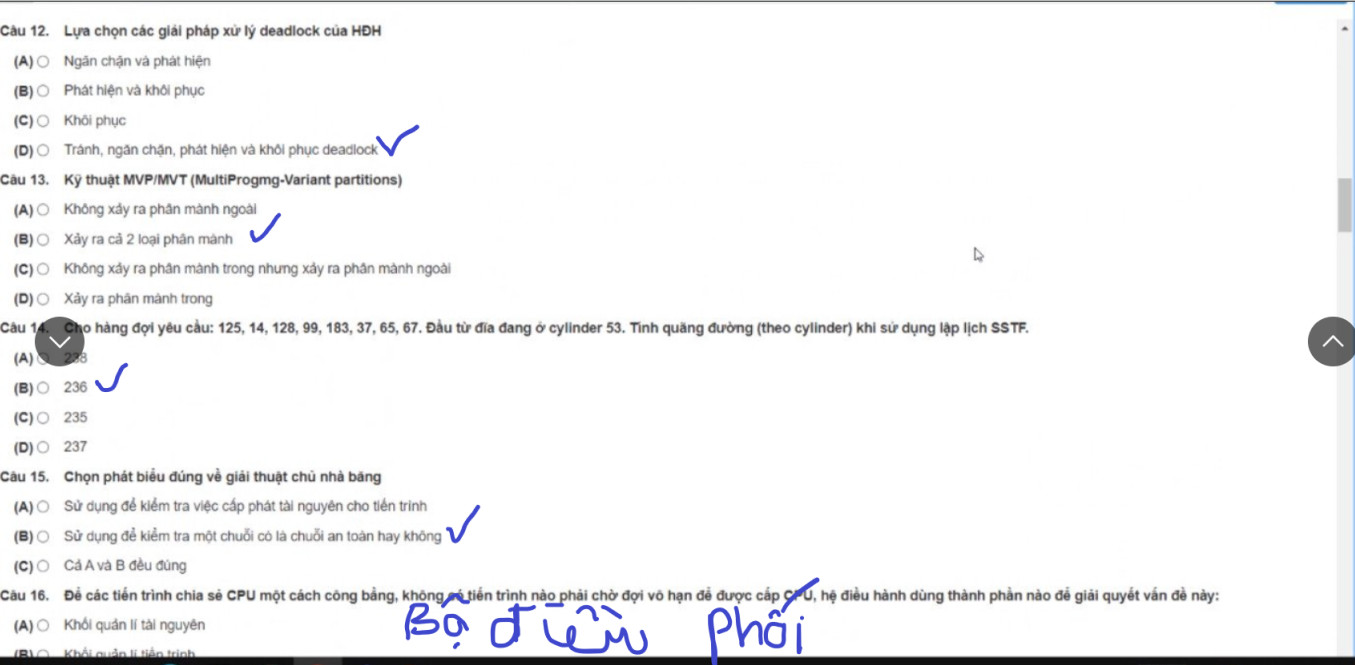 Câu 12. Lựa chọn các giải pháp xử lý deadlock của HĐH
(A) Ngăn chặn và phát hiện
(B) Phát hiện và khôi phục
(C) Khôi phục
(D) Tránh, ngăn chặn, phát hiện và khôi phục deadlock
Câu 13. Kỹ thuật MVP/MVT (MultiProgmg-Variant partitions)
(A) Không xảy ra phân mảnh ngoài
(B) Xảy ra cả 2 loại phân mảnh
(C) Không xảy ra phân mảnh trong nhưng xảy ra phân mảnh ngoài
(D) Xảy ra phân mảnh trong
Câu 14. Cho hàng đợi yêu cầu: 125, 14, 128, 99, 183, 37, 65, 67. Đầu từ đĩa đang ở cylinder 53. Tính quãng đường (theo cylinder) khi sử dụng lập lịch SSTF.
(A) 238
(B) 236
(C) 235
(D) 237
Câu 15. Chọn phát biểu đúng về giải thuật chủ nhà băng
(A) Sử dụng để kiểm tra việc cấp phát tài nguyên cho tiến trình
(B) Sử dụng để kiểm tra một chuỗi có là chuỗi an toàn hay không
(C) Cả A và B đều đúng
Câu 16. Để các tiến trình chia sẻ CPU một cách công bằng, không có tiến trình nào phải chờ đợi vô hạn để được cấp CPU, hệ điều hành dùng thành phần nào để giải quyết vấn đề này:
Bộ điều phối
(A) Khối quản lí tài nguyên
(B) Khối quản lí tiến trình